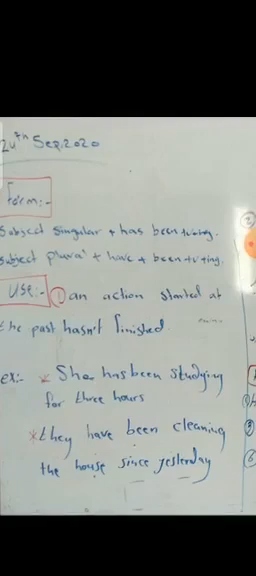 24th Sep. 2020
Form:-
Subject singular + has been + v. ing.
Subject plural + have + been + v. ing.
Use:- ① an action started at
the past hasn't finished.
ex:- * She has been studying
for three hours
* they have been cleaning
the house since yesterday